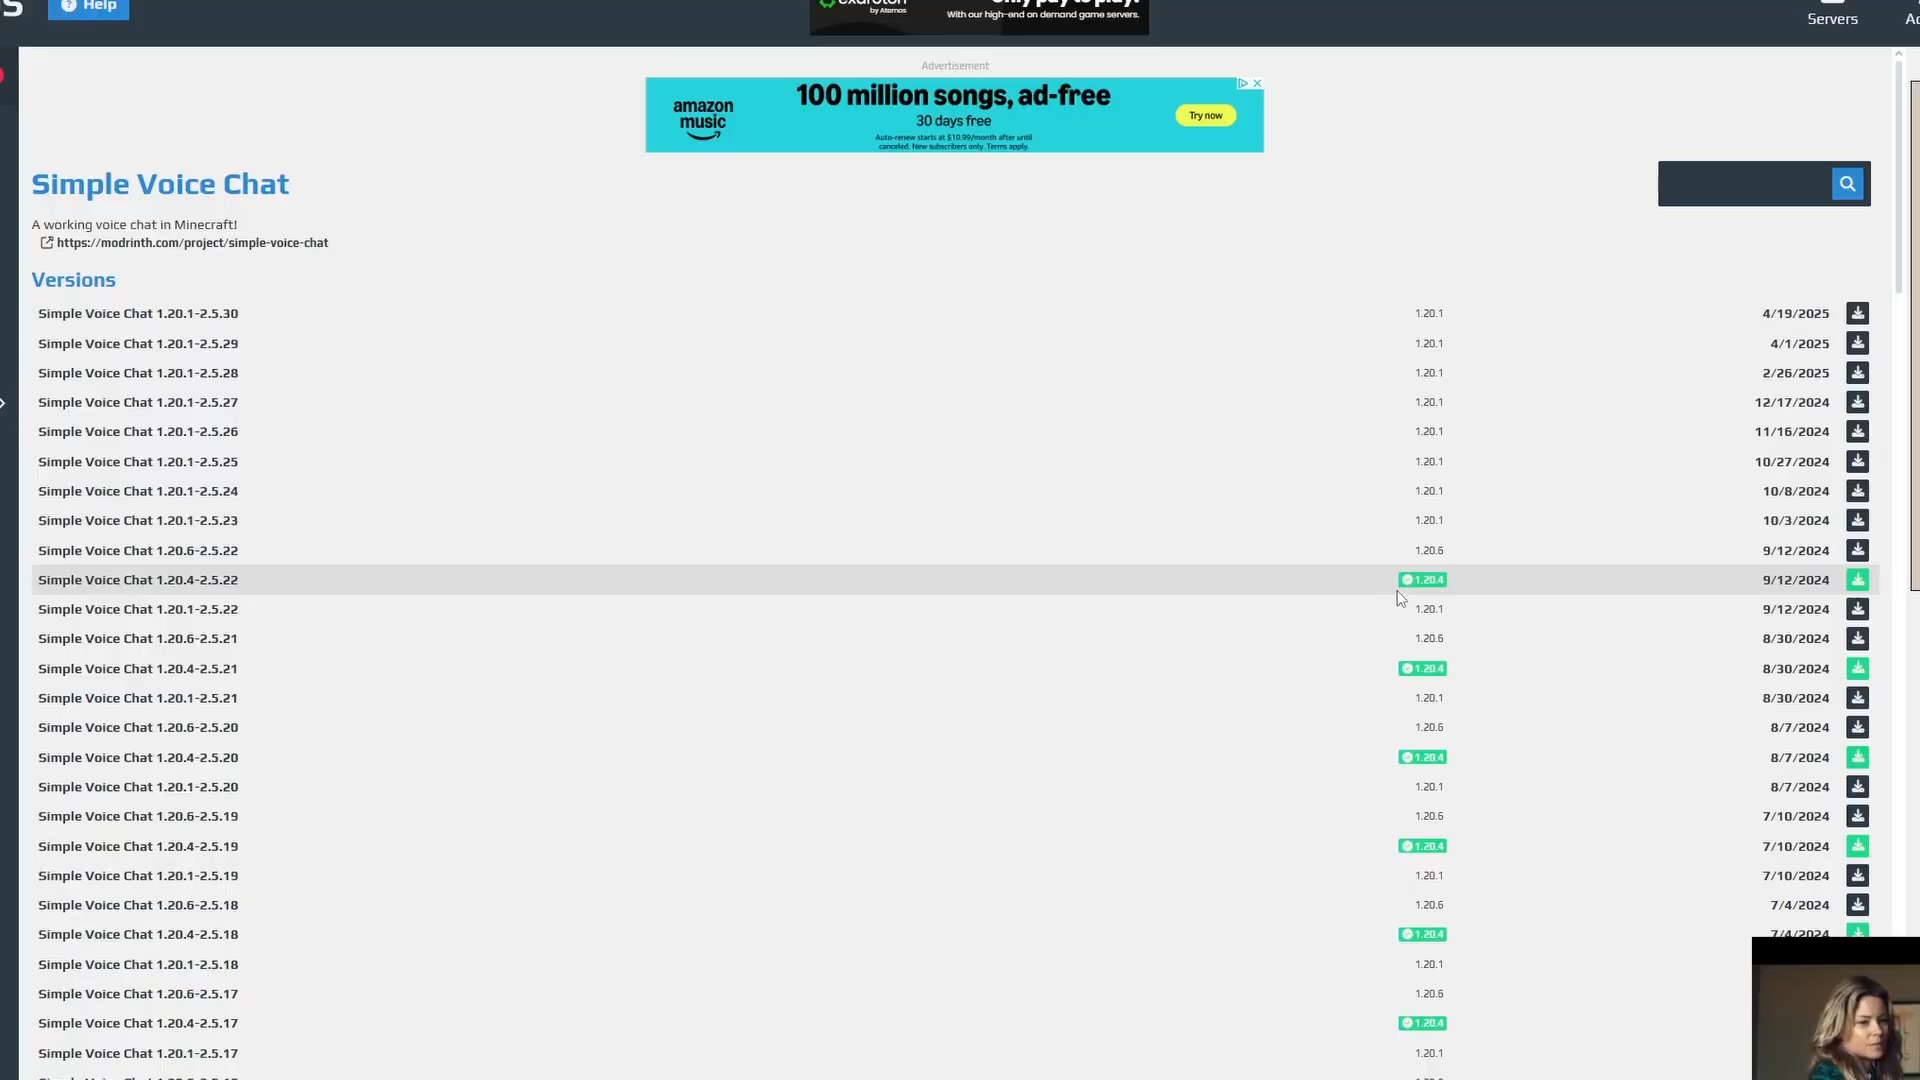 Help
by Aternos
With our high-end on demand game servers.
Servers
Advertisement
amazon music
100 million songs, ad-free
30 days free
Auto-renew starts at $10.99/month after until
canceled. New subscribers only. Terms apply.
Try now
Simple Voice Chat
A working voice chat in Minecraft!
https://modrinth.com/project/simple-voice-chat
Versions
Simple Voice Chat 1.20.1-2.5.30 1.20.1 4/19/2025
Simple Voice Chat 1.20.1-2.5.29 1.20.1 4/1/2025
Simple Voice Chat 1.20.1-2.5.28 1.20.1 2/26/2025
Simple Voice Chat 1.20.1-2.5.27 1.20.1 12/17/2024
Simple Voice Chat 1.20.1-2.5.26 1.20.1 11/16/2024
Simple Voice Chat 1.20.1-2.5.25 1.20.1 10/27/2024
Simple Voice Chat 1.20.1-2.5.24 1.20.1 10/8/2024
Simple Voice Chat 1.20.1-2.5.23 1.20.1 10/3/2024
Simple Voice Chat 1.20.6-2.5.22 1.20.6 9/12/2024
Simple Voice Chat 1.20.4-2.5.22 1.20.4 9/12/2024
Simple Voice Chat 1.20.1-2.5.22 1.20.1 9/12/2024
Simple Voice Chat 1.20.6-2.5.21 1.20.6 8/30/2024
Simple Voice Chat 1.20.4-2.5.21 1.20.4 8/30/2024
Simple Voice Chat 1.20.1-2.5.21 1.20.1 8/30/2024
Simple Voice Chat 1.20.6-2.5.20 1.20.6 8/7/2024
Simple Voice Chat 1.20.4-2.5.20 1.20.4 8/7/2024
Simple Voice Chat 1.20.1-2.5.20 1.20.1 8/7/2024
Simple Voice Chat 1.20.6-2.5.19 1.20.6 7/10/2024
Simple Voice Chat 1.20.4-2.5.19 1.20.4 7/10/2024
Simple Voice Chat 1.20.1-2.5.19 1.20.1 7/10/2024
Simple Voice Chat 1.20.6-2.5.18 1.20.6 7/4/2024
Simple Voice Chat 1.20.4-2.5.18 1.20.4 7/4/2024
Simple Voice Chat 1.20.1-2.5.18 1.20.1
Simple Voice Chat 1.20.6-2.5.17 1.20.6
Simple Voice Chat 1.20.4-2.5.17 1.20.4
Simple Voice Chat 1.20.1-2.5.17 1.20.1